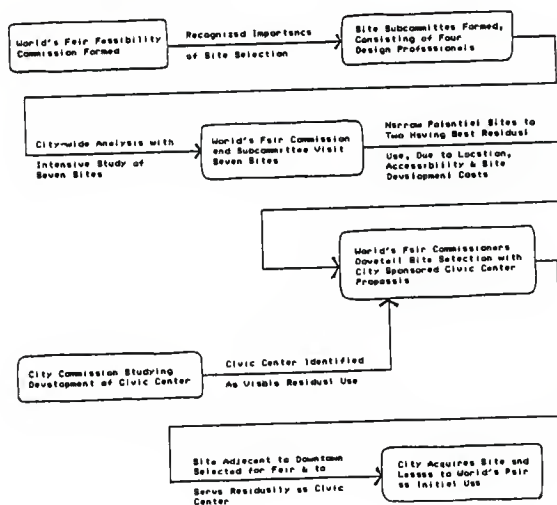 World's Fair Feasibility
Commission Formed
Recognized Importance
of Site Selection
Site Subcommittee Formed,
Consisting of Four
Design Professionals
City-wide Analysis with
Intensive Study of
Seven Sites
World's Fair Commission
and Subcommittee Visit
Seven Sites
Narrow Potential Sites to
Two Having Best Residual
Use, Due to Location,
Accessibility & Site
Development Costs
World's Fair Commissioners
Dovetail Site Selection with
City Sponsored Civic Center
Proposals
City Commission Studying
Development of Civic Center
Civic Center Identified
As Viable Residual Use
Site Adjacent to Downtown
Selected for Fair & to
Serve Residually as Civic
Center
City Acquires Site and
Leases to World's Fair
as Initial Use